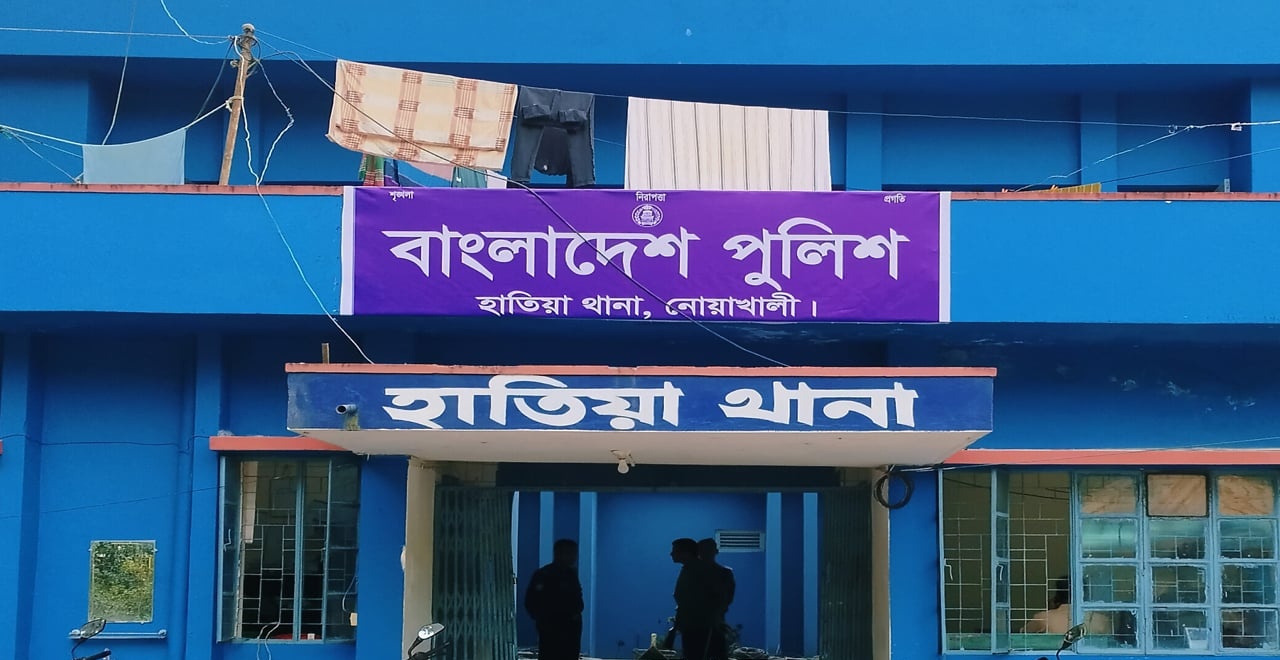 শৃঙ্খলা নিরাপত্তা প্রগতি
বাংলাদেশ পুলিশ
হাতিয়া থানা, নোয়াখালী।
হাতিয়া থানা